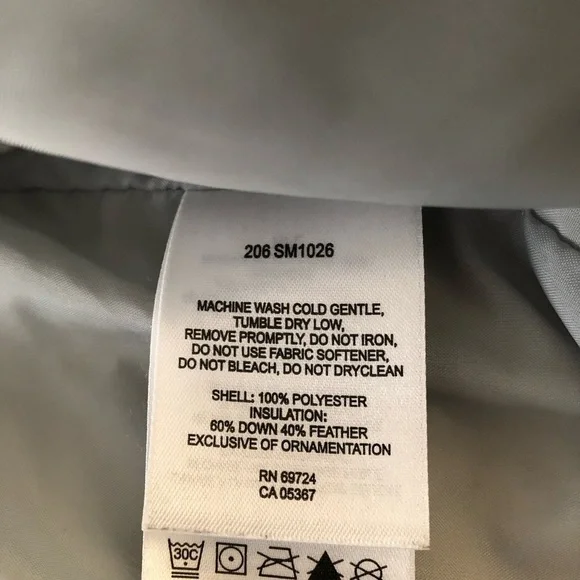 206 SM1026
MACHINE WASH COLD GENTLE,
TUMBLE DRY LOW,
REMOVE PROMPTLY, DO NOT IRON,
DO NOT USE FABRIC SOFTENER,
DO NOT BLEACH, DO NOT DRYCLEAN
SHELL: 100% POLYESTER
INSULATION:
60% DOWN 40% FEATHER
EXCLUSIVE OF ORNAMENTATION
RN 69724
CA 05367
30C